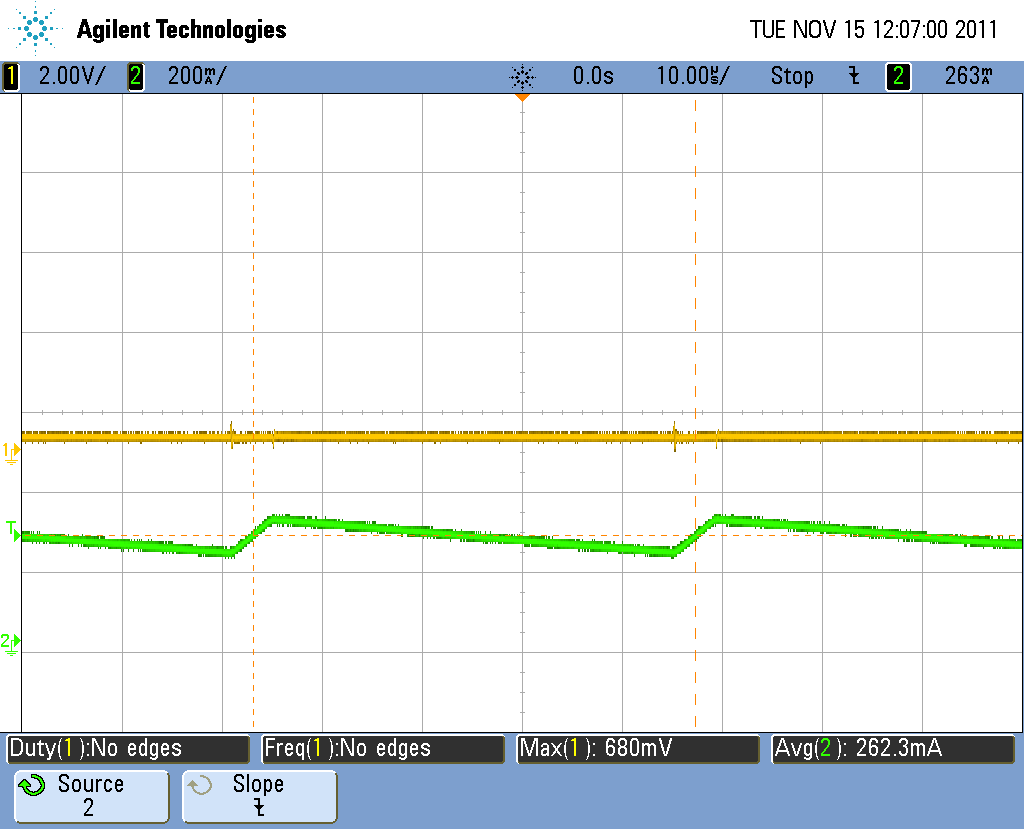 Agilent Technologies
TUE NOV 15 12:07:00 2011
1 2.00V/ 2 200mA/ 0.0s 10.00µs/ Stop 2 263mA
1
T
2
Duty(1):No edges Freq(1):No edges Max(1): 680mV Avg(2): 262.3mA
Source Slope
2